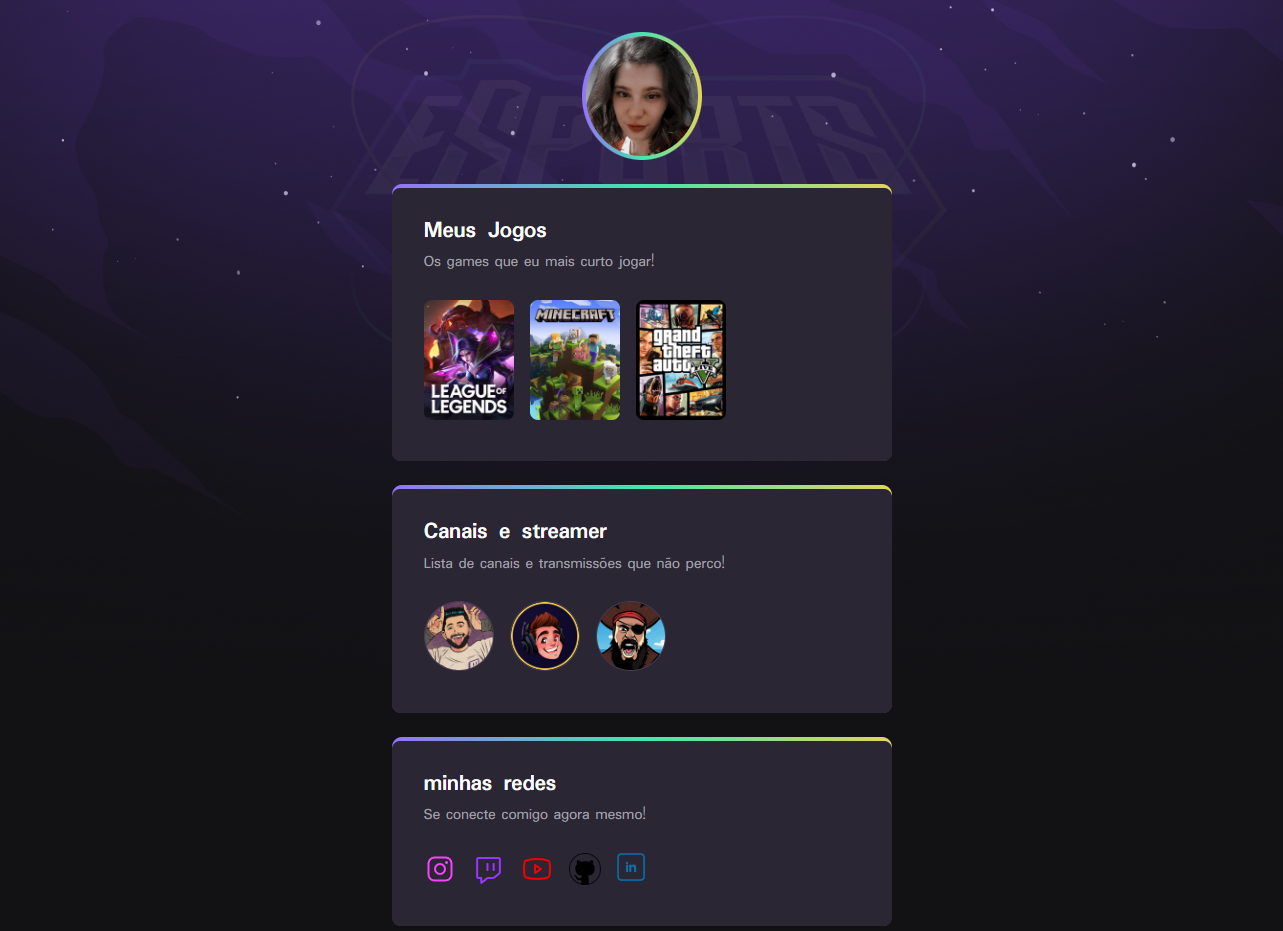 ESPORTS
Meus Jogos
Os games que eu mais curto jogar!
LEAGUE OF
LEGENDS
MINECRAFT
grand
theft
auto V
Canais e streamer
Lista de canais e transmissões que não perco!
minhas redes
Se conecte comigo agora mesmo!
in